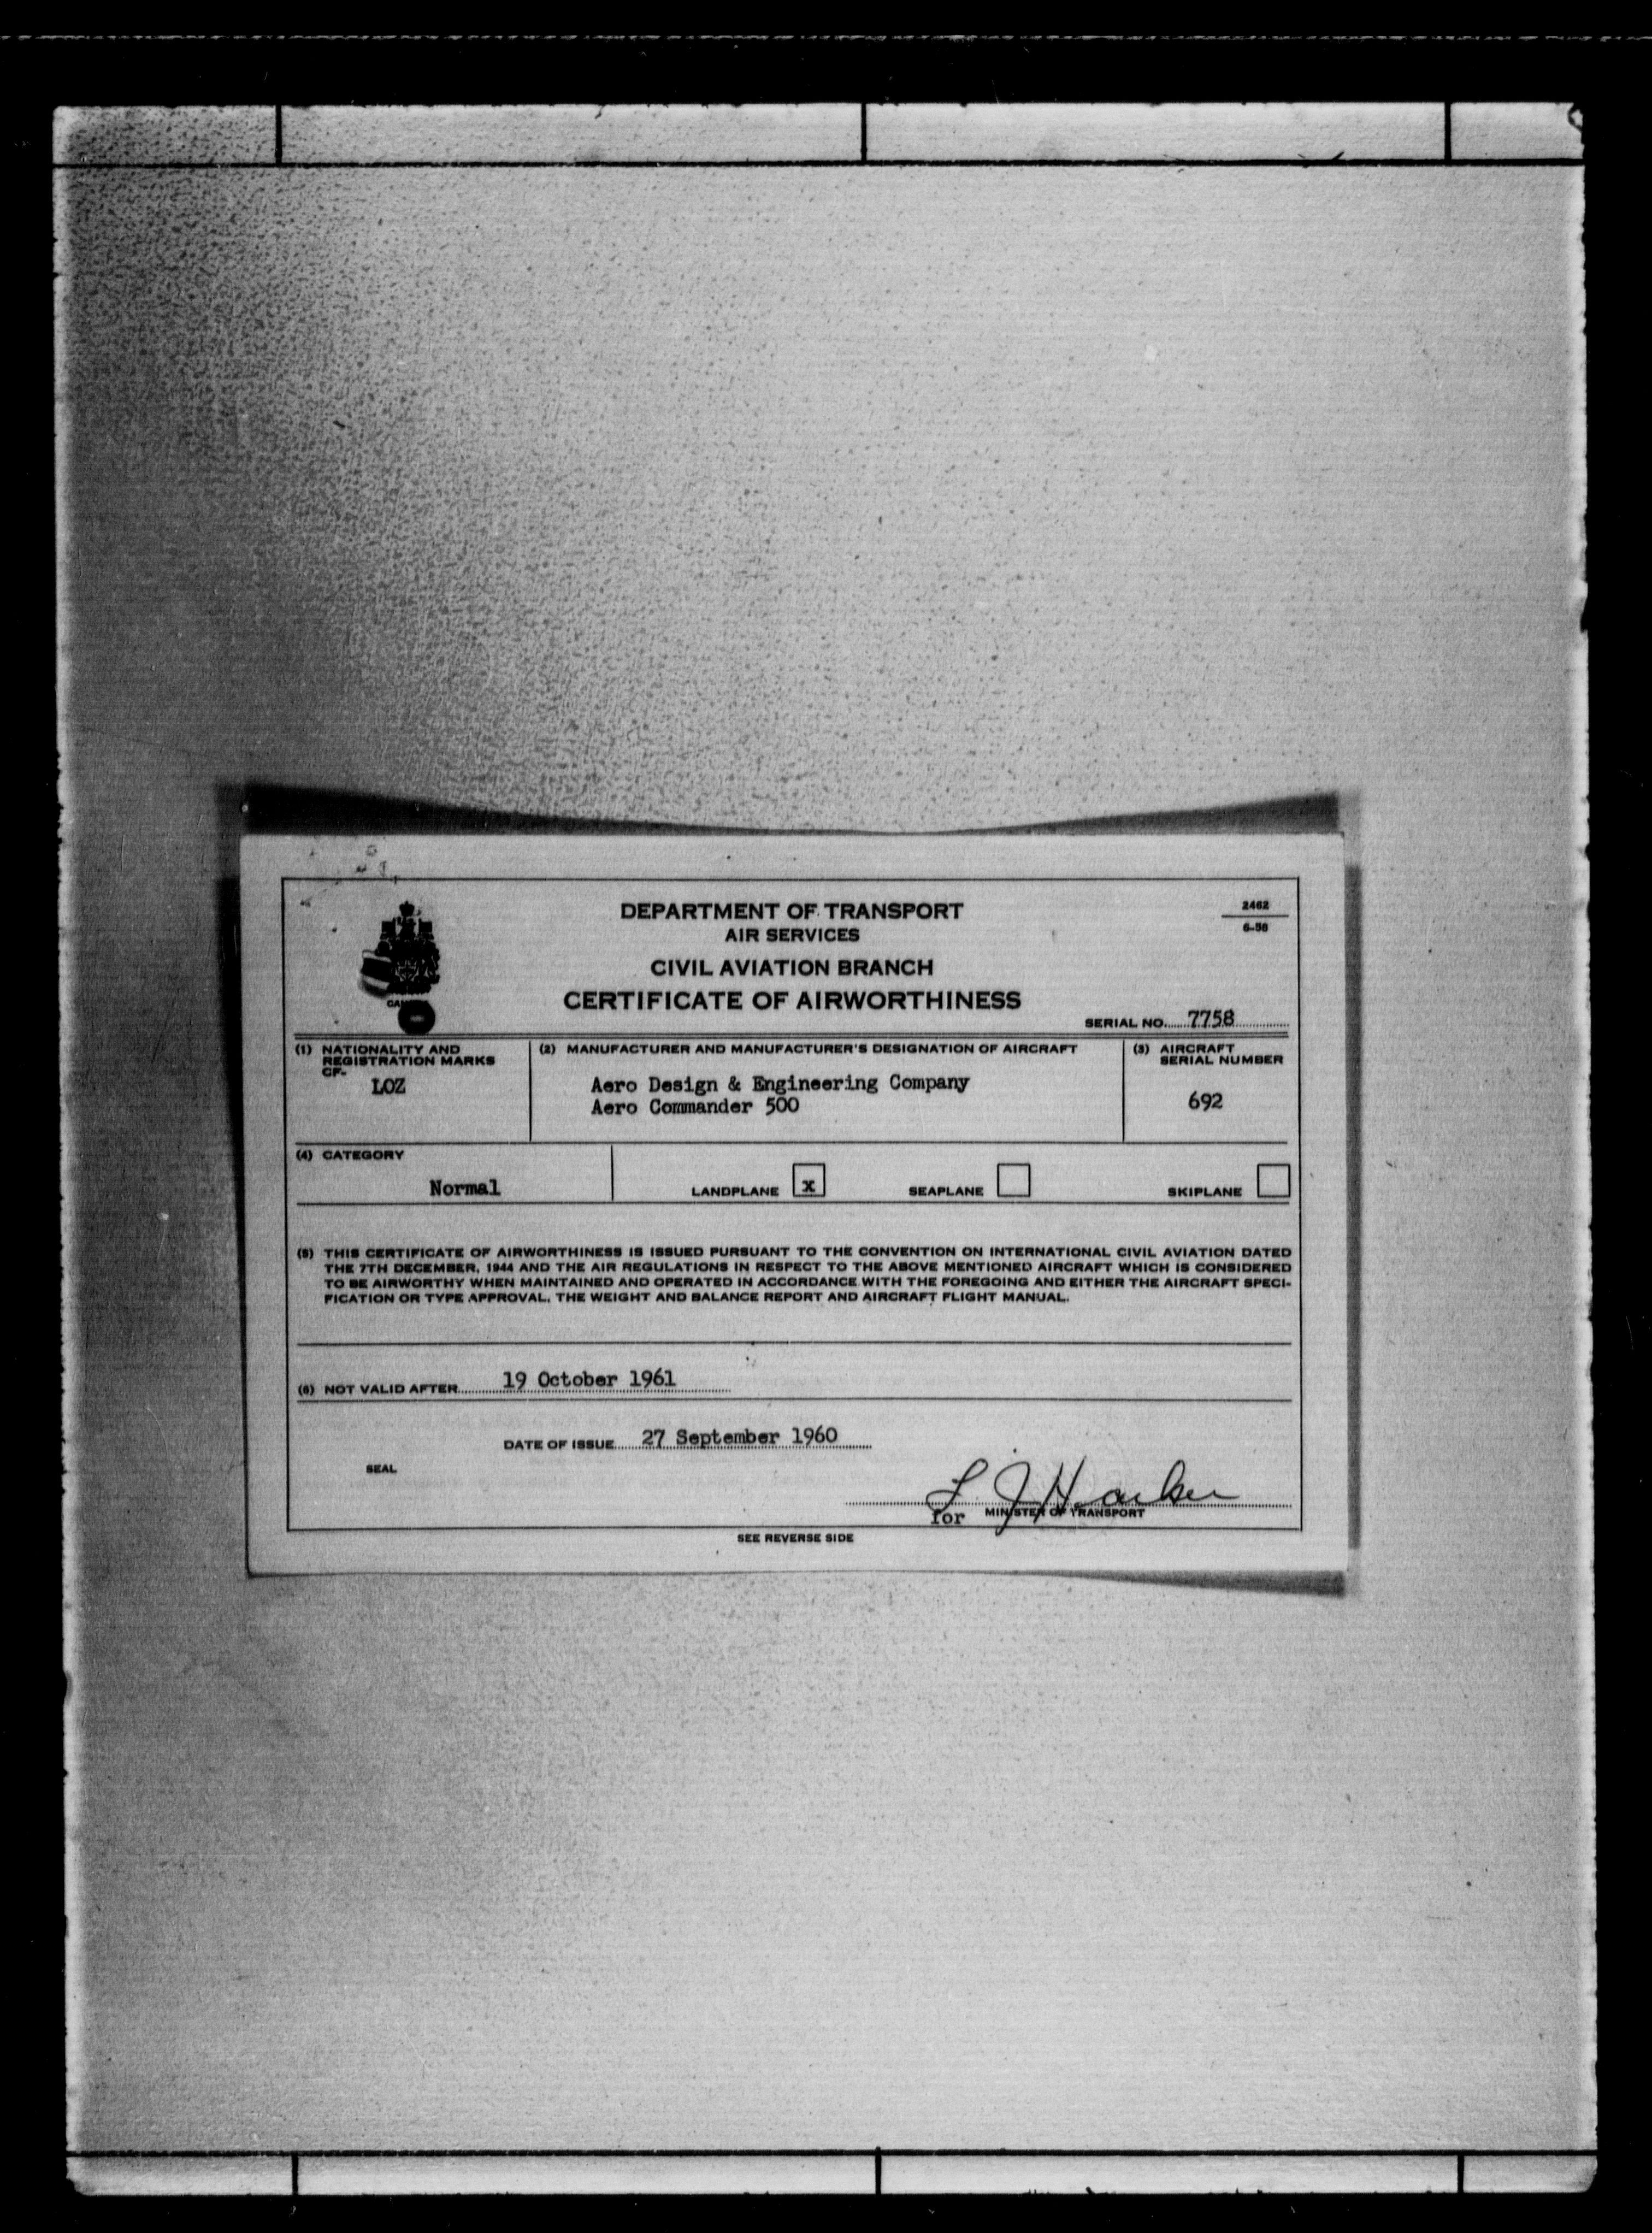 DEPARTMENT OF TRANSPORT
AIR SERVICES
CIVIL AVIATION BRANCH
CERTIFICATE OF AIRWORTHINESS
2462
6-58
SERIAL NO. 7758
(1) NATIONALITY AND
REGISTRATION MARKS
CF-
LOZ
(2) MANUFACTURER AND MANUFACTURER'S DESIGNATION OF AIRCRAFT
Aero Design & Engineering Company
Aero Commander 500
(3) AIRCRAFT
SERIAL NUMBER
692
(4) CATEGORY
Normal
LANDPLANE x SEAPLANE SKIPLANE
(5) THIS CERTIFICATE OF AIRWORTHINESS IS ISSUED PURSUANT TO THE CONVENTION ON INTERNATIONAL CIVIL AVIATION DATED
THE 7TH DECEMBER, 1944 AND THE AIR REGULATIONS IN RESPECT TO THE ABOVE MENTIONED AIRCRAFT WHICH IS CONSIDERED
TO BE AIRWORTHY WHEN MAINTAINED AND OPERATED IN ACCORDANCE WITH THE FOREGOING AND EITHER THE AIRCRAFT SPECI-
FICATION OR TYPE APPROVAL, THE WEIGHT AND BALANCE REPORT AND AIRCRAFT FLIGHT MANUAL.
(6) NOT VALID AFTER 19 October 1961
DATE OF ISSUE 27 September 1960
SEAL
for MINISTER OF TRANSPORT
SEE REVERSE SIDE